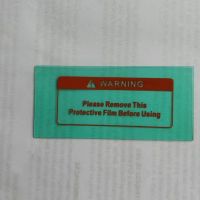 WARNING
Please Remove This
Protective Film Before Using